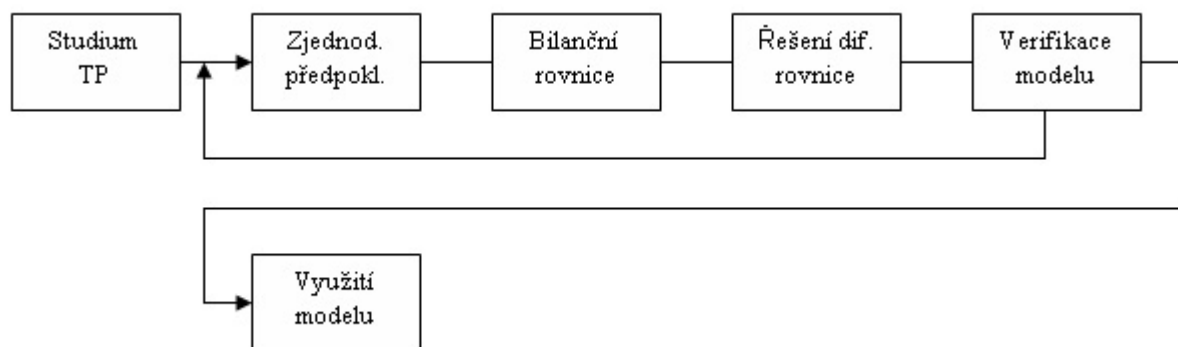 Studium
TP
Zjednod.
předpokl.
Bilanční
rovnice
Řešení dif.
rovnice
Verifikace
modelu
Využití
modelu